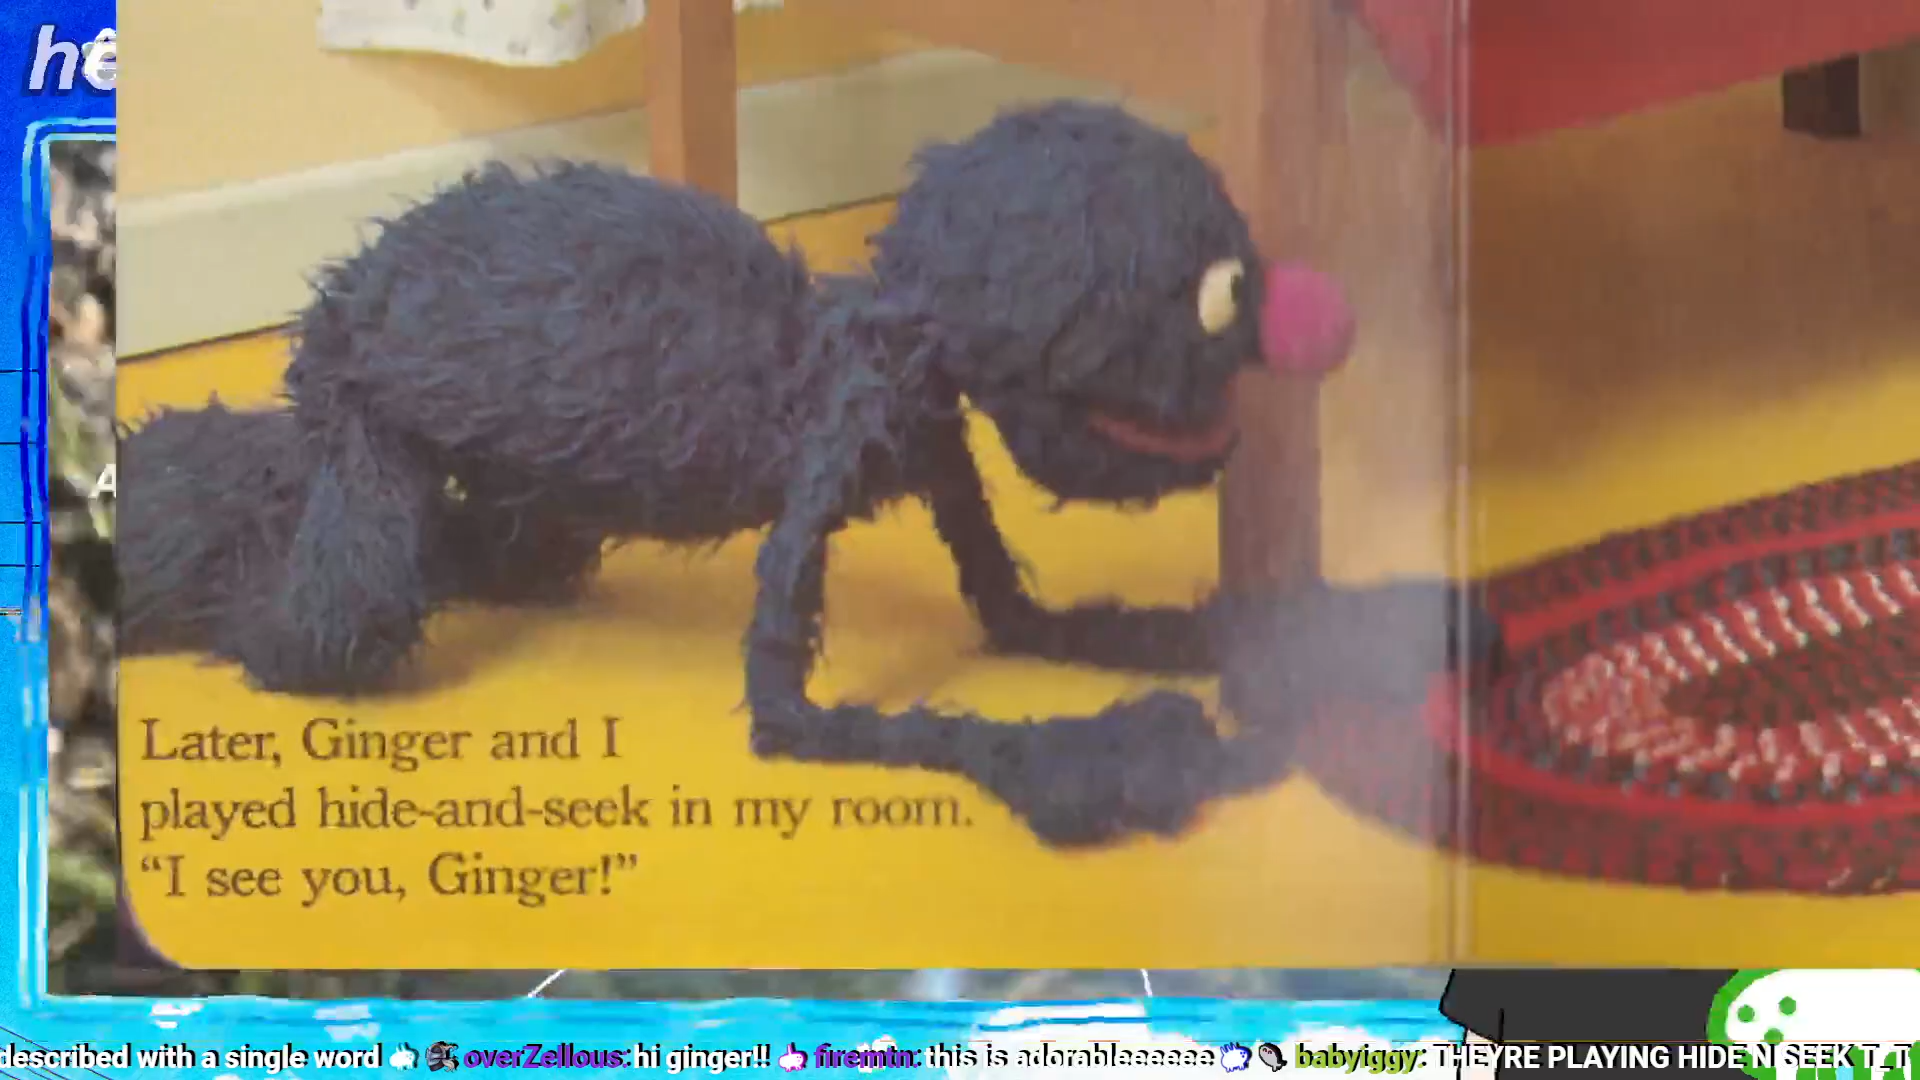 he
Later, Ginger and I
played hide-and-seek in my room.
“I see you, Ginger!”
described with a single word overZellous: hi ginger!! firemtn: this is adorableeeeee babyiggy: THEYRE PLAYING HIDE N SEEK T_T